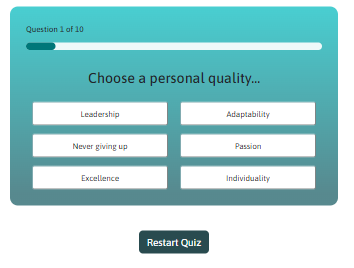 Question 1 of 10
Choose a personal quality...
Leadership
Adaptability
Never giving up
Passion
Excellence
Individuality
Restart Quiz